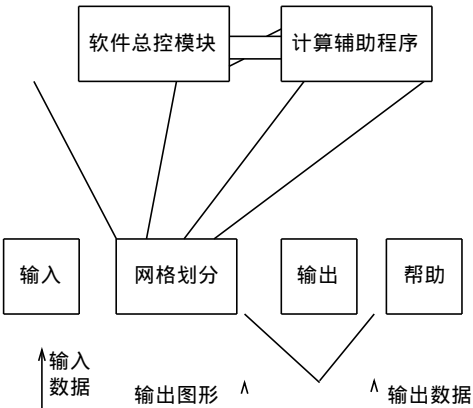 软件总控模块
计算辅助程序
输入
网格划分
输出
帮助
输入
数据
输出图形
输出数据